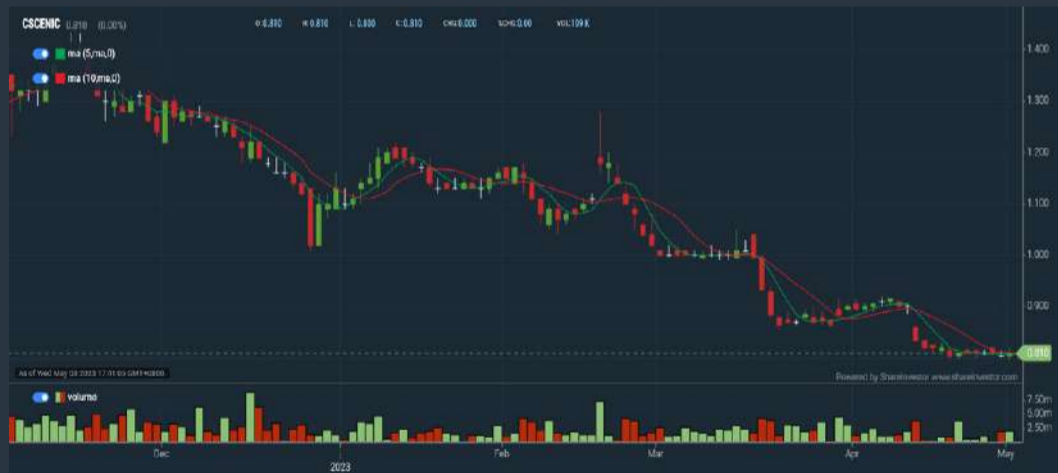 CSCENIC 0.810 (0.00%) O:0.810 H:0.810 L: 0.800 C:0.810 CHG:0.000 %CHG:0.00 VOL:109 K
ma (5,ma,0)
ma (10,ma,0)
1.400
1.300
1.200
1.100
1.000
0.900
0.810
As of Wed May 03 2023 17:01:05 GMT+0800
Powered by ShareInvestor www.shareinvestor.com
volume
7.50m
5.00m
2.50m
Dec 2023 Feb Mar Apr May